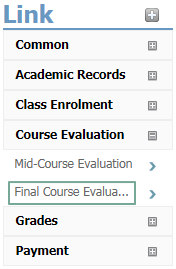 Link
Common
Academic Records
Class Enrolment
Course Evaluation
Mid-Course Evaluation
Final Course Evalua...
Grades
Payment